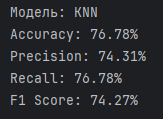 Модель: KNN
Accuracy: 76.78%
Precision: 74.31%
Recall: 76.78%
F1 Score: 74.27%